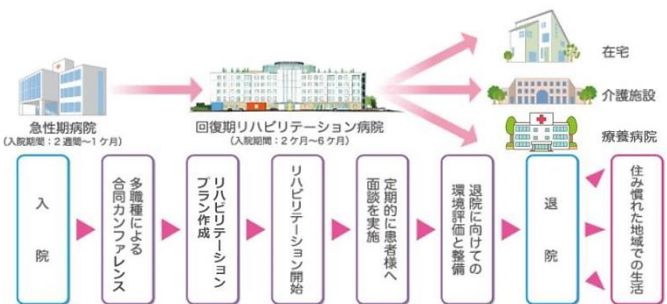 在宅
介護施設
療養病院
急性期病院
(入院期間:2週間〜1ケ月)
回復期リハビリテーション病院
(入院期間:2ケ月〜6ケ月)
入院
多職種による
合同カンファレンス
リハビリテーション
プラン作成
リハビリテーション開始
定期的に患者様へ
面談を実施
退院に向けての
環境評価と整備
退院
住み慣れた地域での生活